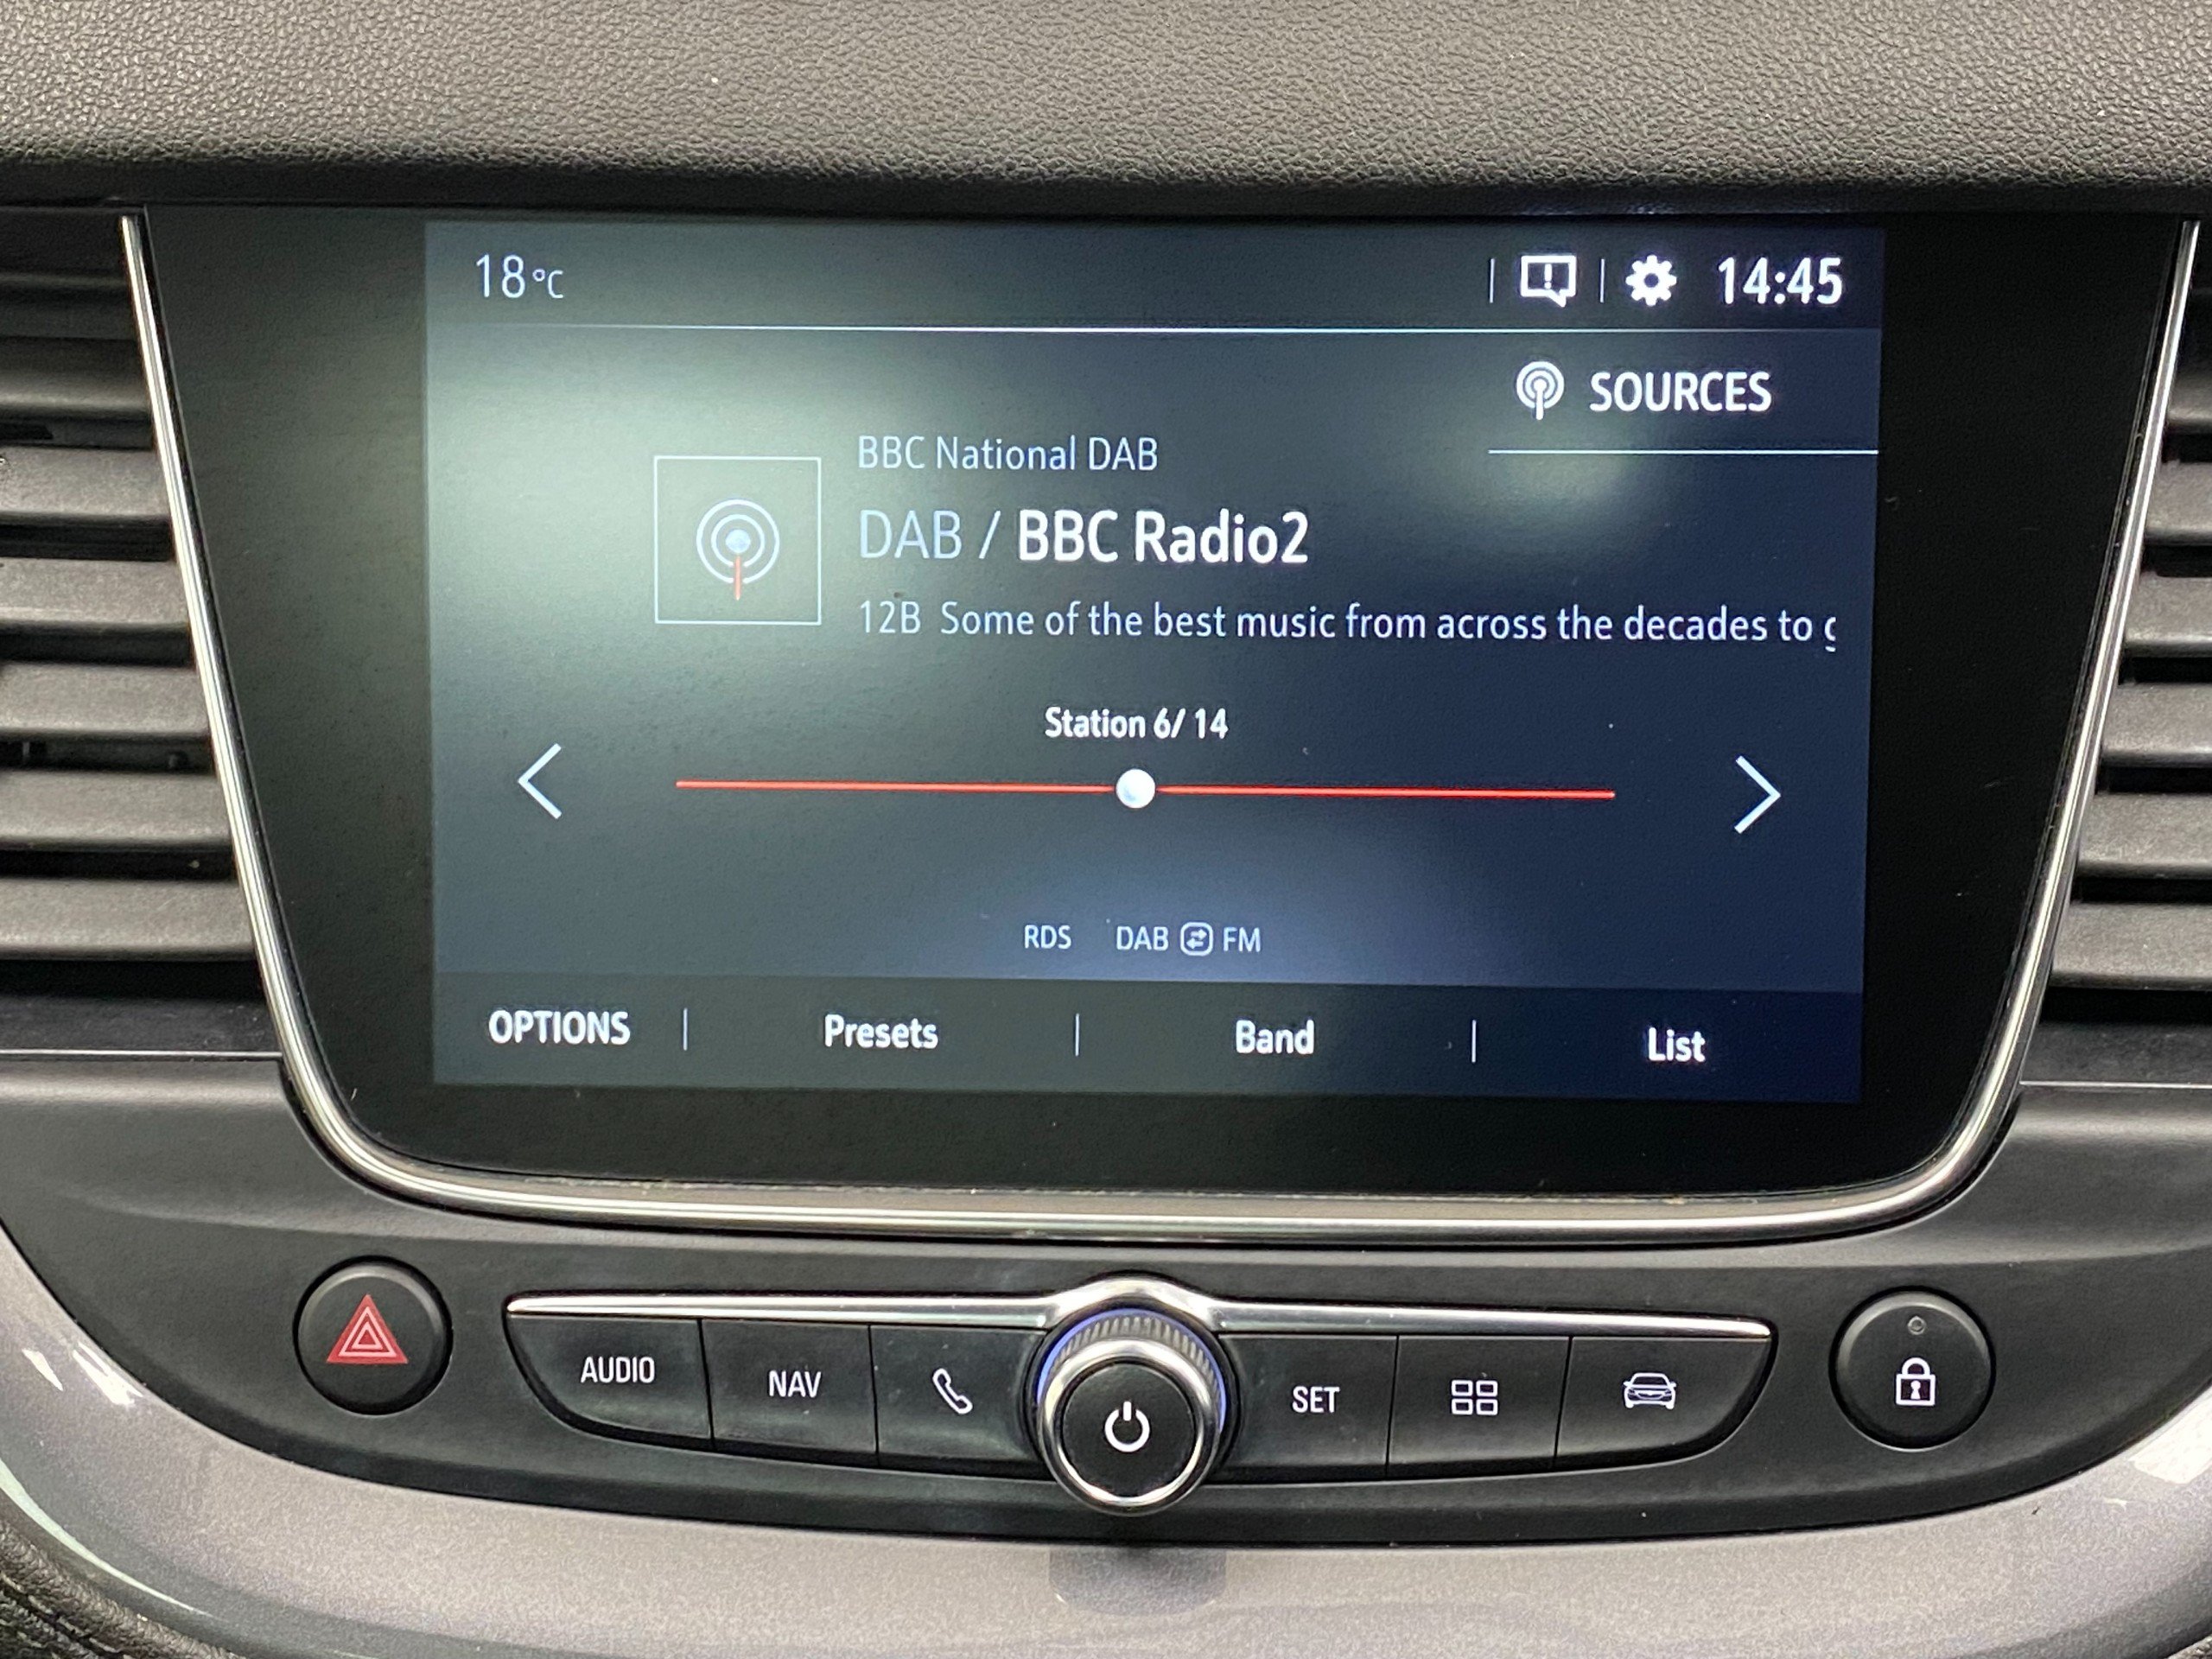 18°C
14:45
SOURCES
BBC National DAB
DAB / BBC Radio2
12B Some of the best music from across the decades to
Station 6/ 14
RDS DAB FM
OPTIONS | Presets | Band | List
AUDIO NAV SET